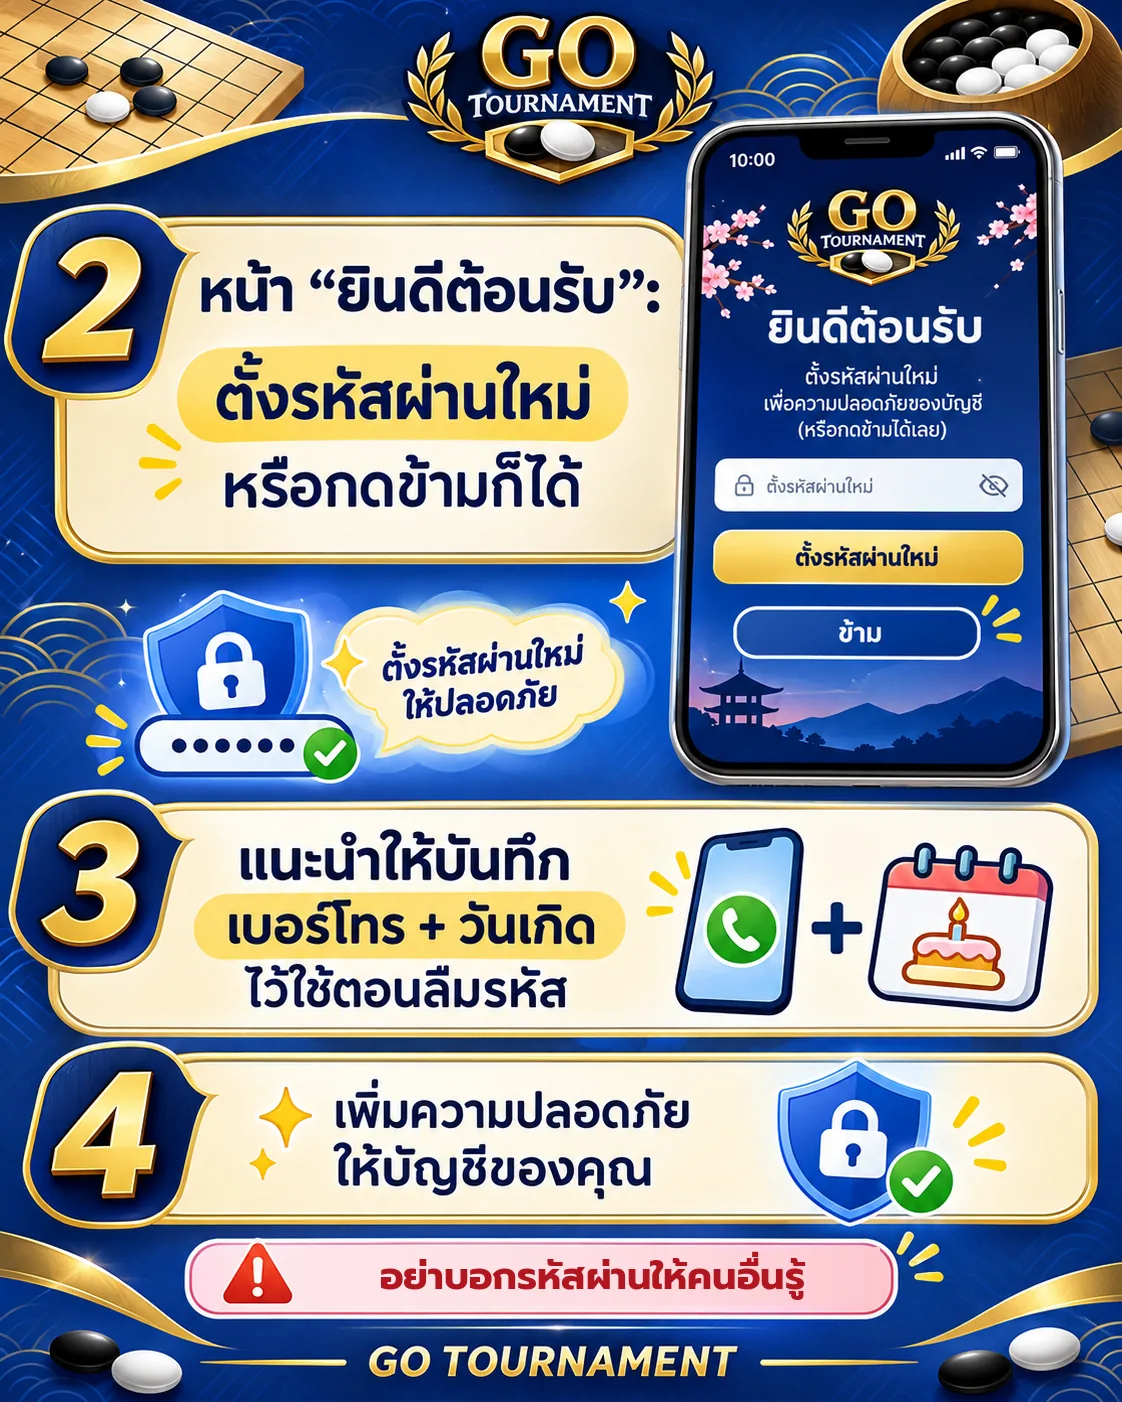 GO
TOURNAMENT
2
หน้า “ยินดีต้อนรับ”:
ตั้งรหัสผ่านใหม่
หรือกดข้ามก็ได้
10:00
GO
TOURNAMENT
ยินดีต้อนรับ
ตั้งรหัสผ่านใหม่
เพื่อความปลอดภัยของบัญชี
(หรือกดข้ามได้เลย)
ตั้งรหัสผ่านใหม่
ตั้งรหัสผ่านใหม่
ข้าม
ตั้งรหัสผ่านใหม่
ให้ปลอดภัย
3
แนะนำให้บันทึก
เบอร์โทร + วันเกิด
ไว้ใช้ตอนลืมรหัส
4
เพิ่มความปลอดภัย
ให้บัญชีของคุณ
อย่าบอกรหัสผ่านให้คนอื่นรู้
GO TOURNAMENT